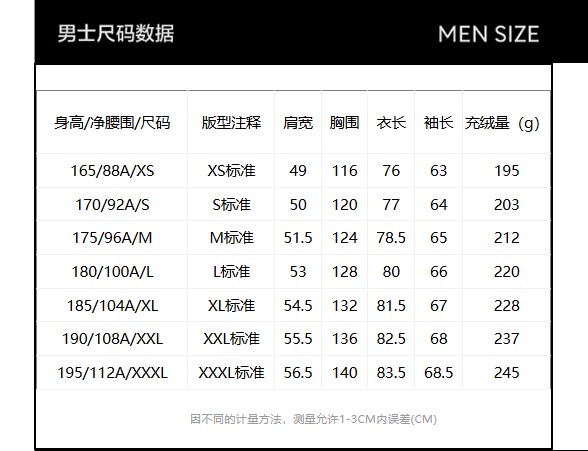 男士尺码数据 MEN SIZE
身高/净腰围/尺码 版型注释 肩宽 胸围 衣长 袖长 充绒量（g）
165/88A/XS XS标准 49 116 76 63 195
170/92A/S S标准 50 120 77 64 203
175/96A/M M标准 51.5 124 78.5 65 212
180/100A/L L标准 53 128 80 66 220
185/104A/XL XL标准 54.5 132 81.5 67 228
190/108A/XXL XXL标准 55.5 136 82.5 68 237
195/112A/XXXL XXXL标准 56.5 140 83.5 68.5 245
因不同的计量方法，测量允许1-3CM内误差(CM)